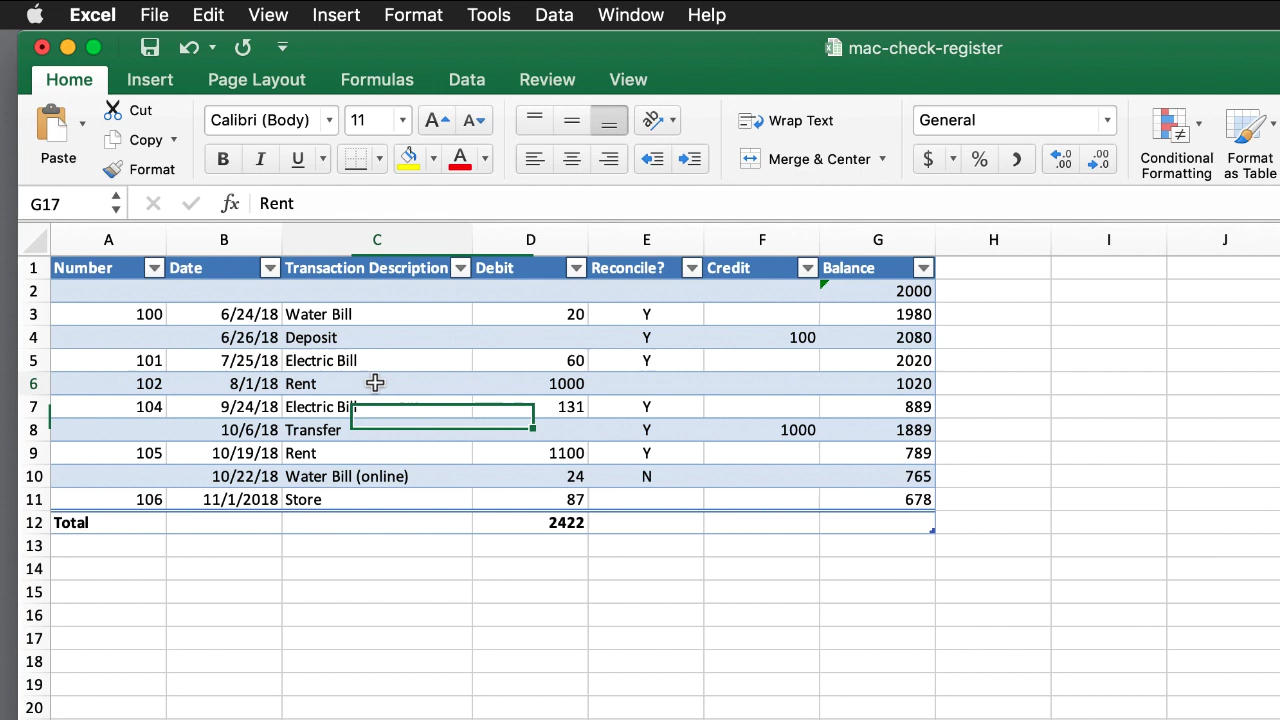 Excel File Edit View Insert Format Tools Data Window Help
mac-check-register
Home Insert Page Layout Formulas Data Review View
Paste Cut Copy Format
Calibri (Body) 11 A A Wrap Text General
B I U A Merge & Center $ % Conditional Formatting Format as Table
G17 fx Rent
A B C D E F G H I J
1 Number Date Transaction Description Debit Reconcile? Credit Balance
2 2000
3 100 6/24/18 Water Bill 20 Y 1980
4 6/26/18 Deposit Y 100 2080
5 101 7/25/18 Electric Bill 60 Y 2020
6 102 8/1/18 Rent 1000 1020
7 104 9/24/18 Electric Bill 131 Y 889
8 10/6/18 Transfer Y 1000 1889
9 105 10/19/18 Rent 1100 Y 789
10 10/22/18 Water Bill (online) 24 N 765
11 106 11/1/2018 Store 87 678
12 Total 2422
13
14
15
16
17
18
19
20